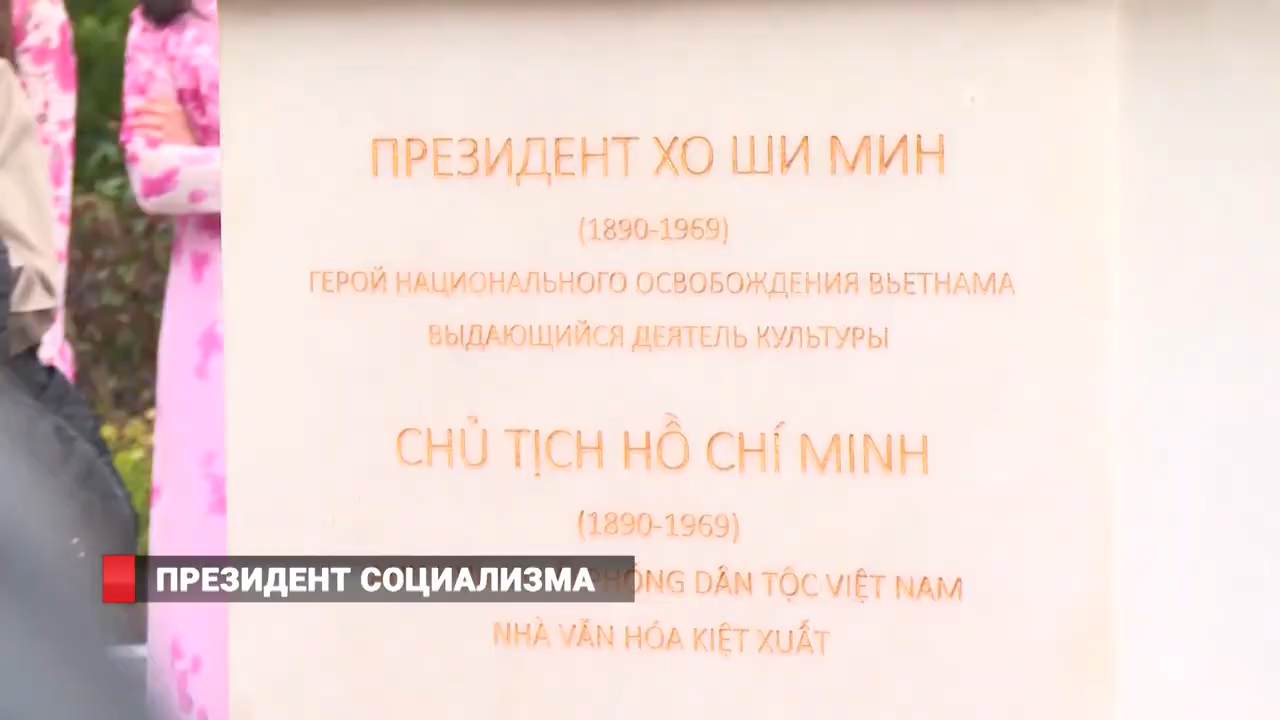 ПРЕЗИДЕНТ ХО ШИ МИН
(1890-1969)
ГЕРОЙ НАЦИОНАЛЬНОГО ОСВОБОЖДЕНИЯ ВЬЕТНАМА
ВЫДАЮЩИЙСЯ ДЕЯТЕЛЬ КУЛЬТУРЫ
CHỦ TỊCH HỒ CHÍ MINH
(1890-1969)
PHÓNG DÂN TỘC VIỆT NAM
ПРЕЗИДЕНТ СОЦИАЛИЗМА
NHÀ VĂN HÓA KIỆT XUẤT